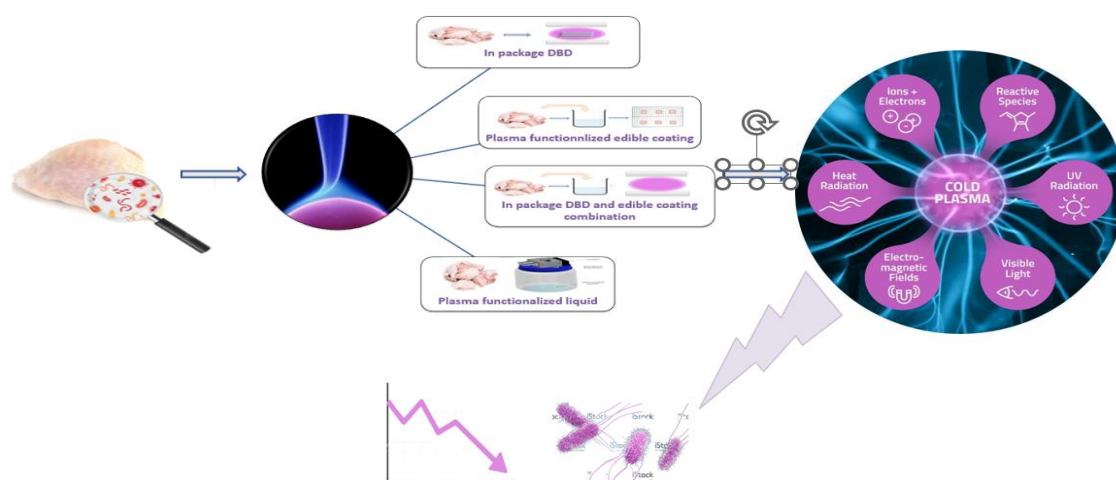 In package DBD
Plasma functionnlized edible coating
In package DBD and edible coating
combination
Plasma functionalized liquid
Ions +
Electrons
Reactive
Species
Heat
Radiation
COLD
PLASMA
UV
Radiation
Electro-
magnetic
Fields
Visible
Light